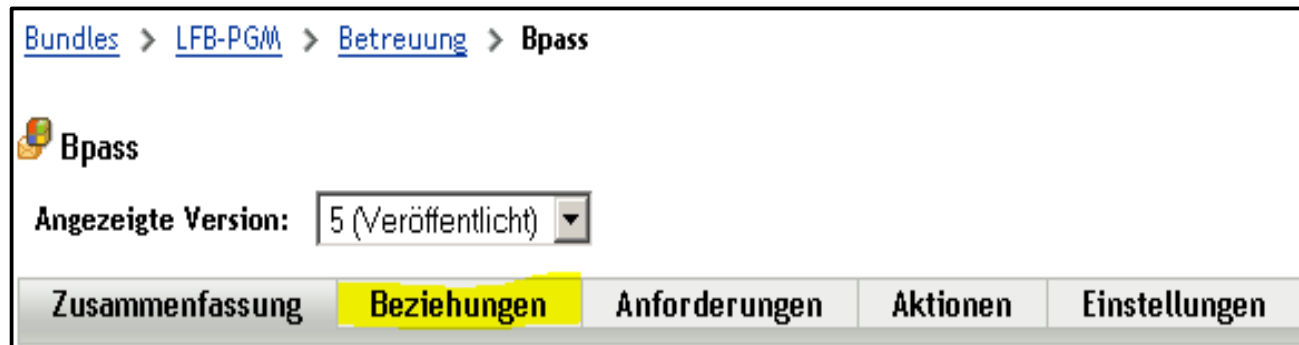 Bundles > LFB-PGM > Betreuung > Bpass
Bpass
Angezeigte Version: 5 (Veröffentlicht)
Zusammenfassung Beziehungen Anforderungen Aktionen Einstellungen